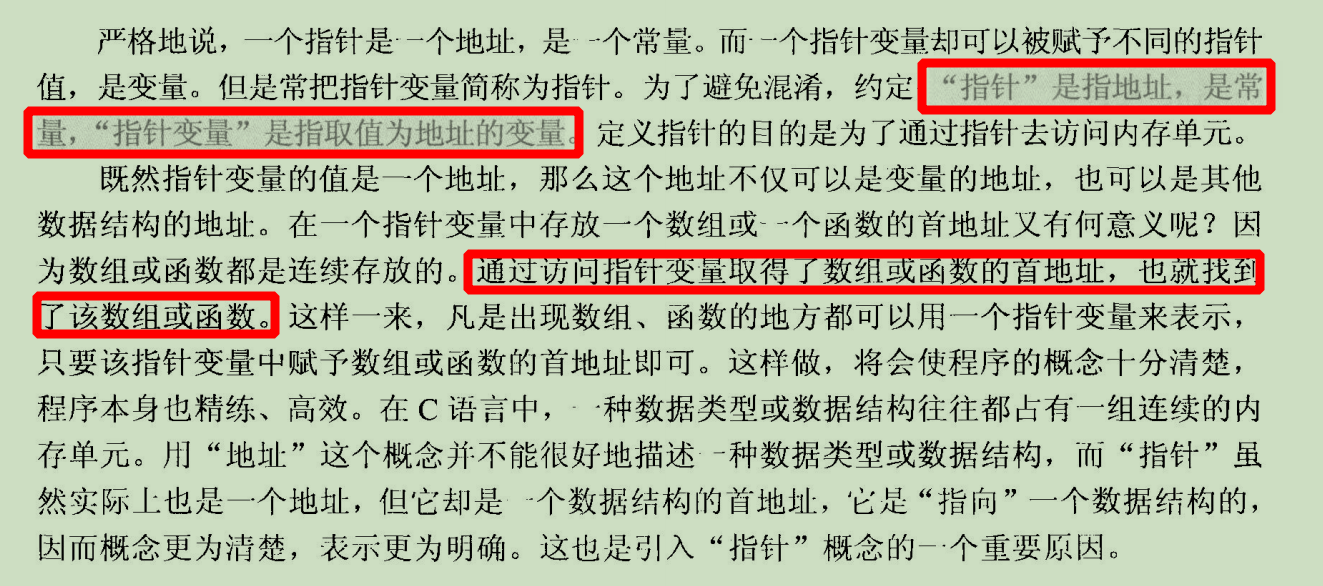 严格地说，一个指针是一个地址，是一个常量。而一个指针变量却可以被赋予不同的指针
值，是变量。但是常把指针变量简称为指针。为了避免混淆，约定“指针”是指地址，是常
量，“指针变量”是指取值为地址的变量。定义指针的目的是为了通过指针去访问内存单元。
既然指针变量的值是一个地址，那么这个地址不仅可以是变量的地址，也可以是其他
数据结构的地址。在一个指针变量中存放一个数组或一个函数的首地址又有何意义呢？因
为数组或函数都是连续存放的。通过访问指针变量取得了数组或函数的首地址，也就找到
了该数组或函数。这样一来，凡是出现数组、函数的地方都可以用一个指针变量来表示，
只要该指针变量中赋予数组或函数的首地址即可。这样做，将会使程序的概念十分清楚，
程序本身也精练、高效。在 C 语言中，一种数据类型或数据结构往往都占有一组连续的内
存单元。用“地址”这个概念并不能很好地描述一种数据类型或数据结构，而“指针”虽
然实际上也是一个地址，但它却是一个数据结构的首地址，它是“指向”一个数据结构的，
因而概念更为清楚，表示更为明确。这也是引入“指针”概念的一个重要原因。